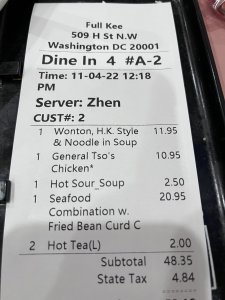 Full Kee
509 H St N.W
Washington DC 20001
Dine In 4 #A-2
Time: 11-04-22 12:18
PM
Server: Zhen
CUST#: 2
1 Wonton, H.K. Style 11.95
& Noodle in Soup
1 General Tso's 10.95
Chicken*
1 Hot Sour_Soup 2.50
1 Seafood 20.95
Combination w.
Fried Bean Curd C
2 Hot Tea(L) 2.00
Subtotal 48.35
State Tax 4.84